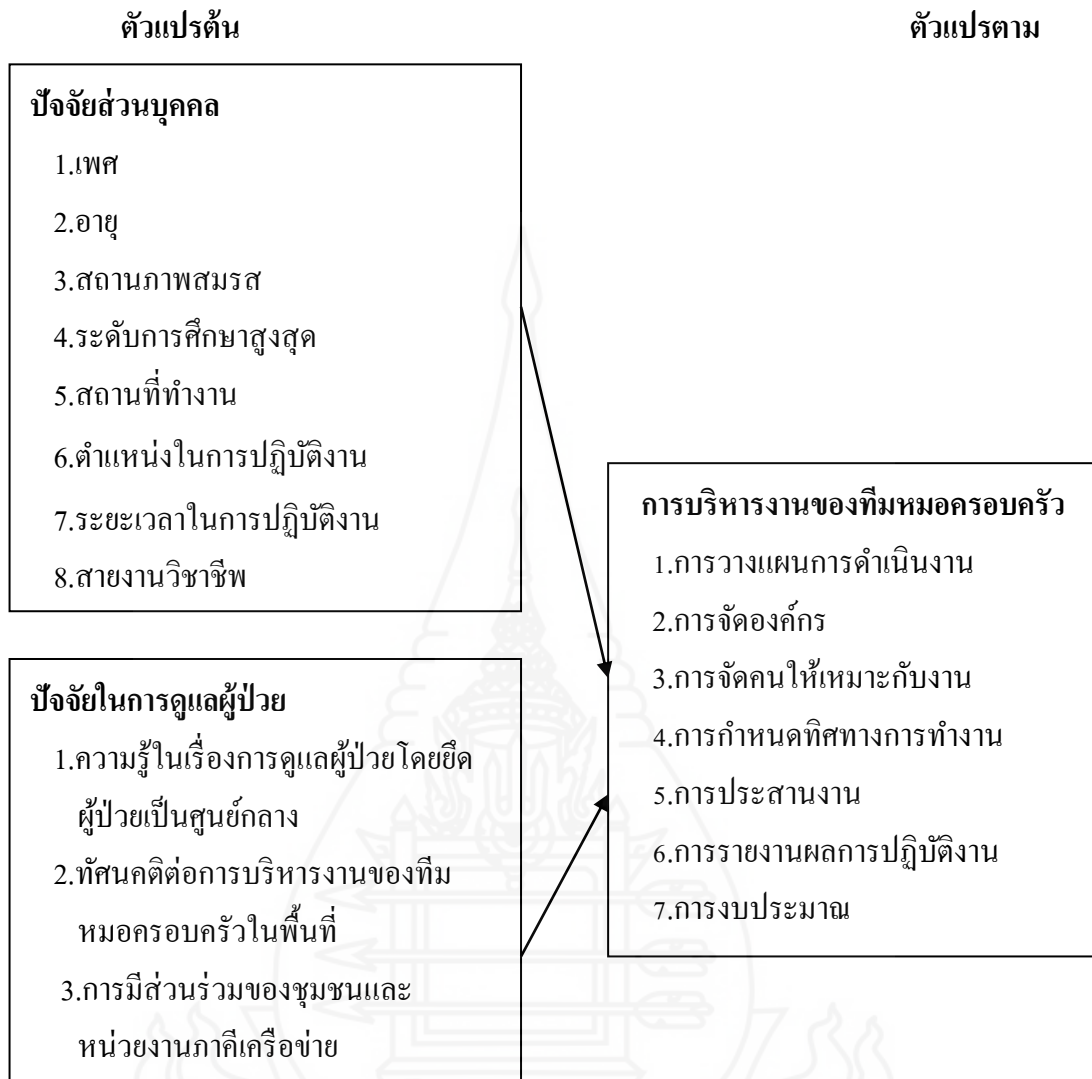 ตัวแปรต้น
ตัวแปรตาม
ปัจจัยส่วนบุคคล
1.เพศ
2.อายุ
3.สถานภาพสมรส
4.ระดับการศึกษาสูงสุด
5.สถานที่ทำงาน
6.ตำแหน่งในการปฏิบัติงาน
7.ระยะเวลาในการปฏิบัติงาน
8.สายงานวิชาชีพ
ปัจจัยในการดูแลผู้ป่วย
1.ความรู้ในเรื่องการดูแลผู้ป่วยโดยยึด
ผู้ป่วยเป็นศูนย์กลาง
2.ทัศนคติต่อการบริหารงานของทีม
หมอครอบครัวในพื้นที่
3.การมีส่วนร่วมของชุมชนและ
หน่วยงานภาคีเครือข่าย
การบริหารงานของทีมหมอครอบครัว
1.การวางแผนการดำเนินงาน
2.การจัดองค์กร
3.การจัดคนให้เหมาะกับงาน
4.การกำหนดทิศทางการทำงาน
5.การประสานงาน
6.การรายงานผลการปฏิบัติงาน
7.การงบประมาณ